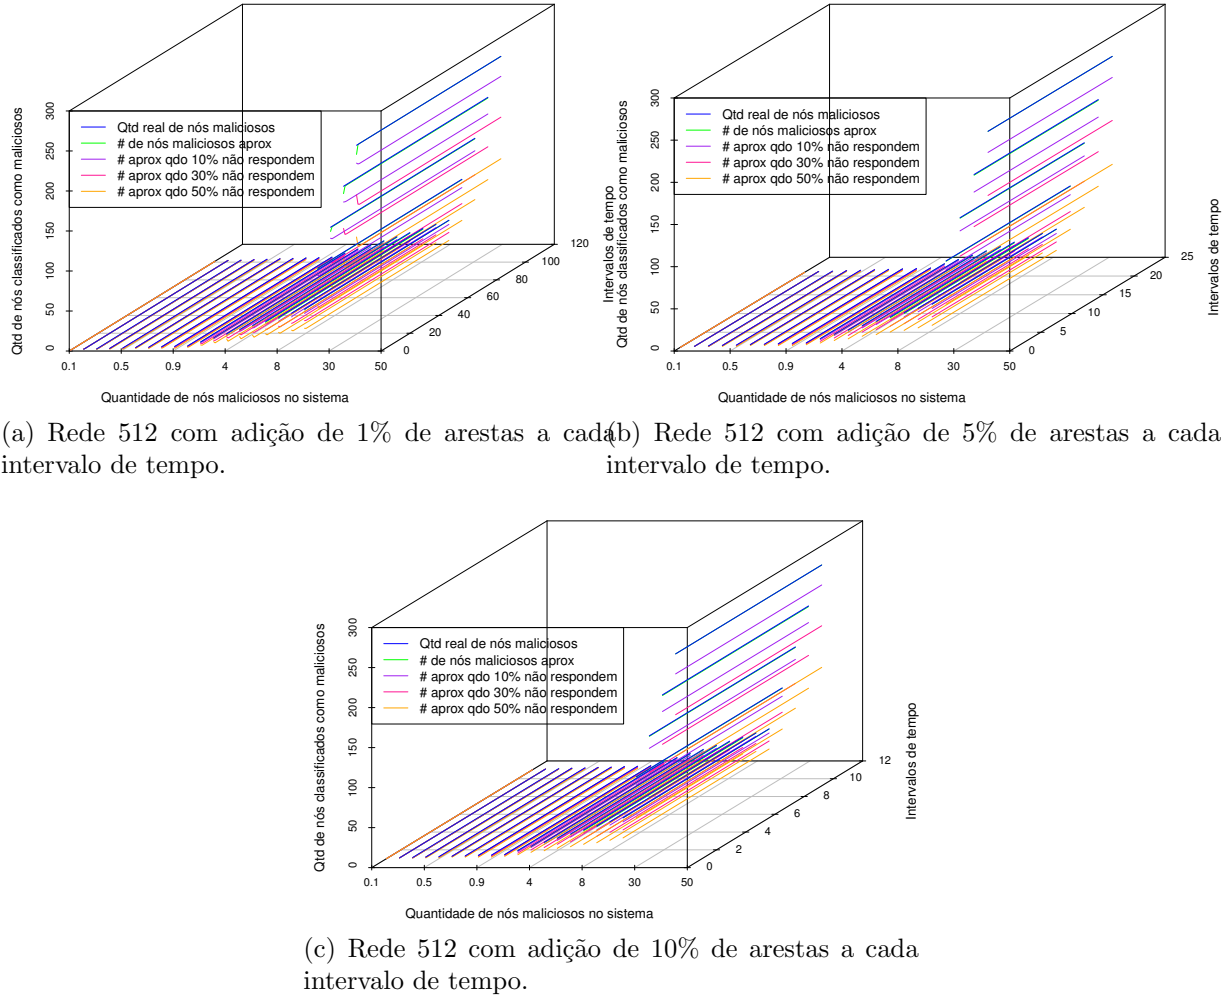 Qtd real de nós maliciosos
# de nós maliciosos aprox
# aprox qdo 10% não respondem
# aprox qdo 30% não respondem
# aprox qdo 50% não respondem
Qtd de nós classificados como maliciosos
0 50 100 150 200 250 300
0.1 0.5 0.9 4 8 30 50
Quantidade de nós maliciosos no sistema
0 20 40 60 80 100 120
Intervalos de tempo
(a) Rede 512 com adição de 1% de arestas a cada
intervalo de tempo.
Qtd real de nós maliciosos
# de nós maliciosos aprox
# aprox qdo 10% não respondem
# aprox qdo 30% não respondem
# aprox qdo 50% não respondem
Qtd de nós classificados como maliciosos
0 50 100 150 200 250 300
0.1 0.5 0.9 4 8 30 50
Quantidade de nós maliciosos no sistema
0 5 10 15 20 25
Intervalos de tempo
(b) Rede 512 com adição de 5% de arestas a cada
intervalo de tempo.
Qtd real de nós maliciosos
# de nós maliciosos aprox
# aprox qdo 10% não respondem
# aprox qdo 30% não respondem
# aprox qdo 50% não respondem
Qtd de nós classificados como maliciosos
0 50 100 150 200 250 300
0.1 0.5 0.9 4 8 30 50
Quantidade de nós maliciosos no sistema
0 2 4 6 8 10 12
Intervalos de tempo
(c) Rede 512 com adição de 10% de arestas a cada
intervalo de tempo.